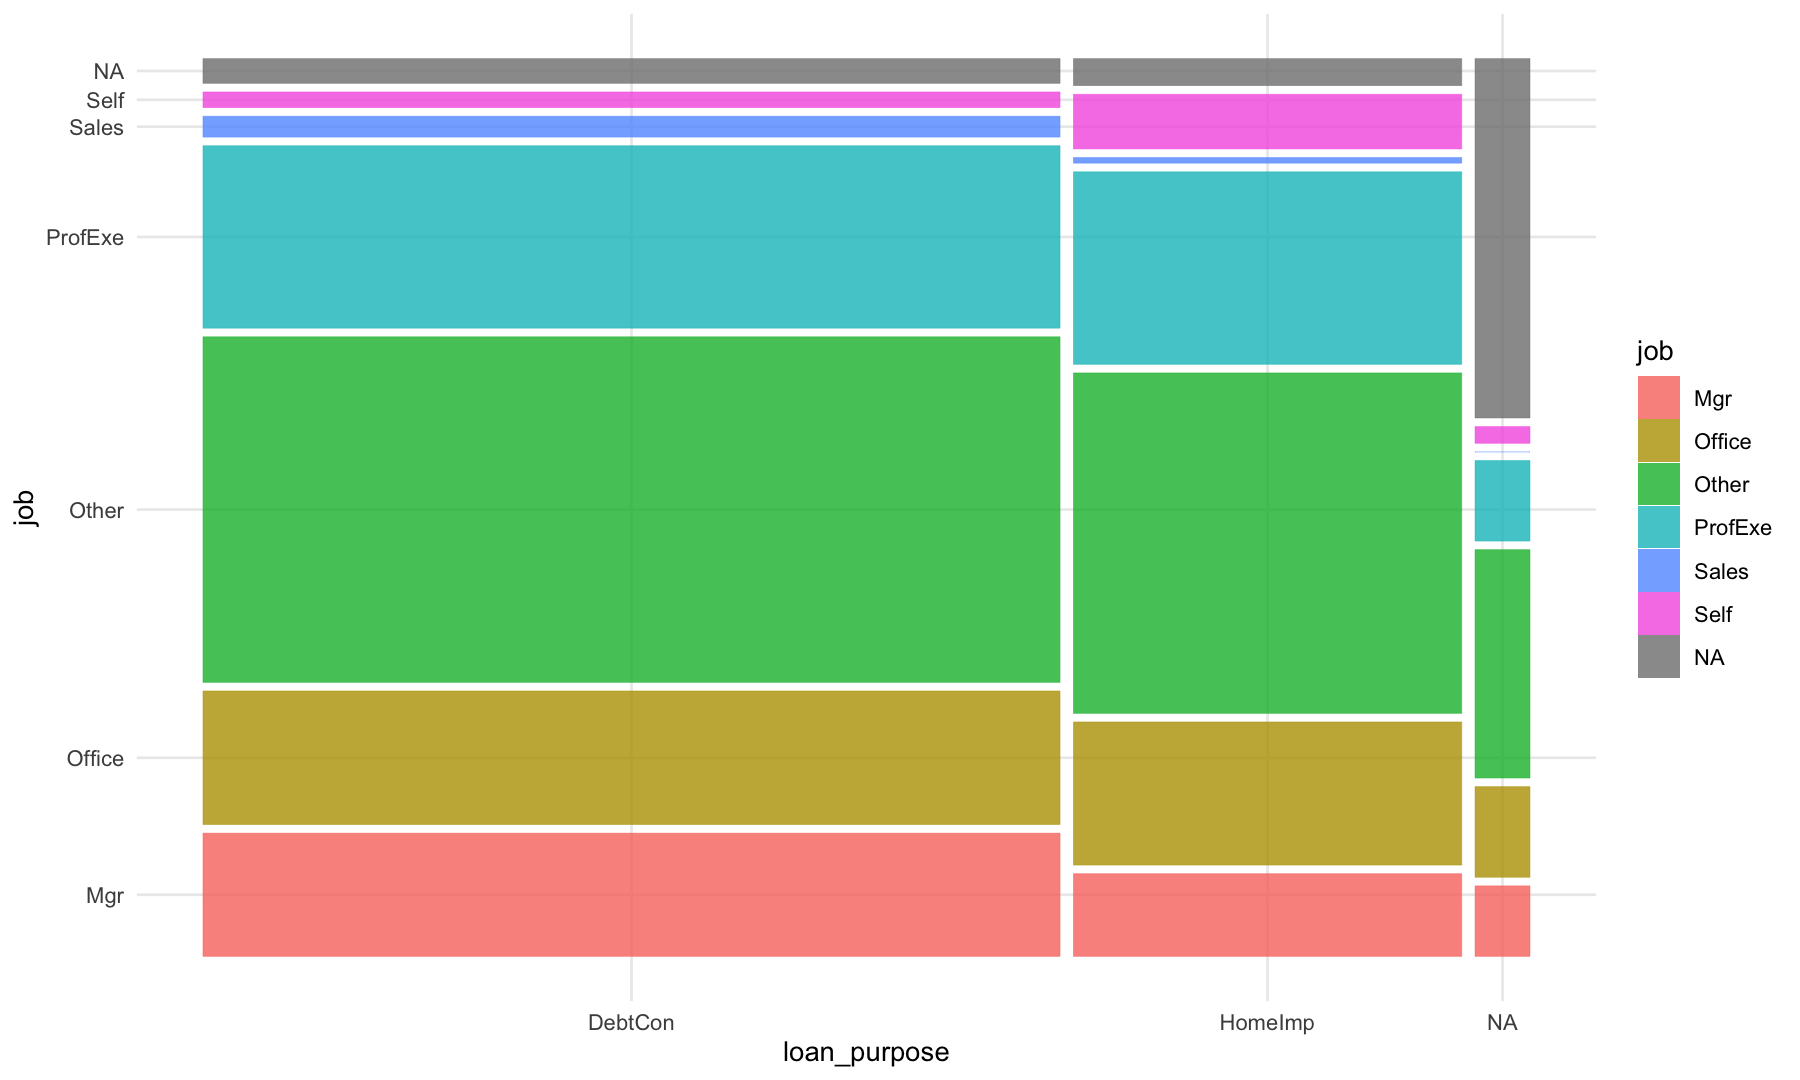 NA
Self
Sales
ProfExe
Other
Office
Mgr
job
DebtCon
HomeImp
NA
loan_purpose
job
Mgr
Office
Other
ProfExe
Sales
Self
NA